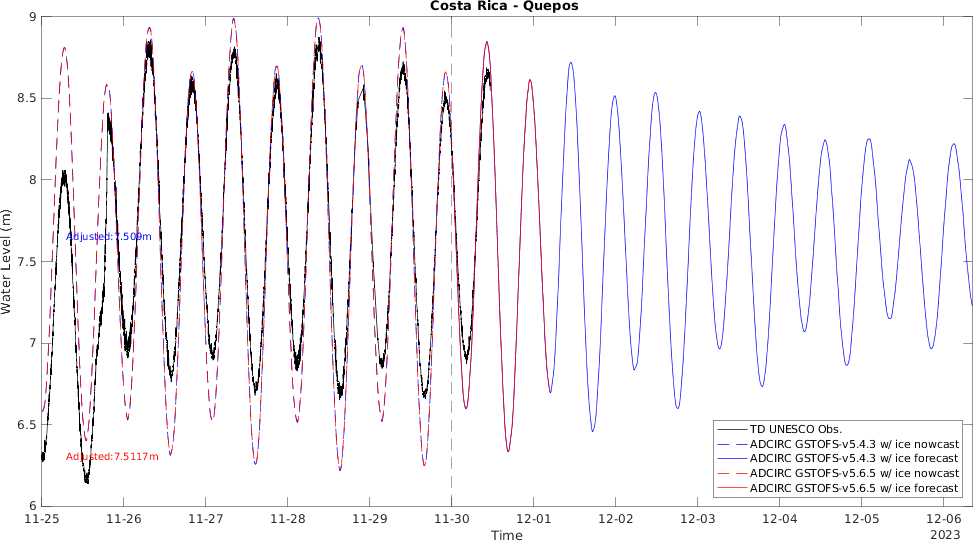 Costa Rica - Quepos
9
8.5
8
7.5
7
6.5
6
Water Level (m)
Adjusted:7.509m
Adjusted:7.5117m
TD UNESCO Obs.
ADCIRC GSTOFS-v5.4.3 w/ ice nowcast
ADCIRC GSTOFS-v5.4.3 w/ ice forecast
ADCIRC GSTOFS-v5.6.5 w/ ice nowcast
ADCIRC GSTOFS-v5.6.5 w/ ice forecast
11-25 11-26 11-27 11-28 11-29 11-30 12-01 12-02 12-03 12-04 12-05 12-06
Time
2023